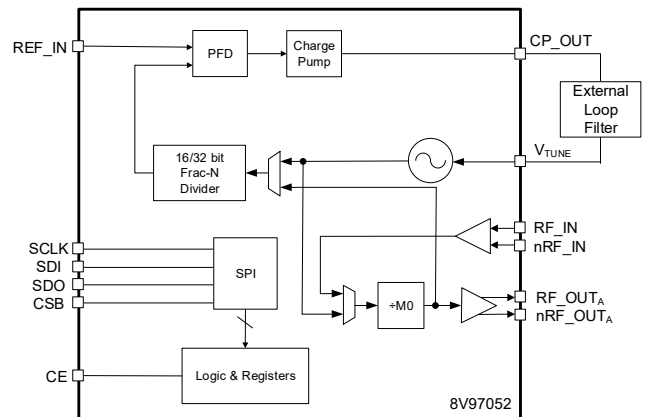 REF_IN
PFD
Charge
Pump
CP_OUT
External
Loop
Filter
VTUNE
16/32 bit
Frac-N
Divider
RF_IN
nRF_IN
SCLK
SDI
SDO
CSB
SPI
÷M0
RF_OUTA
nRF_OUTA
CE
Logic & Registers
8V97052